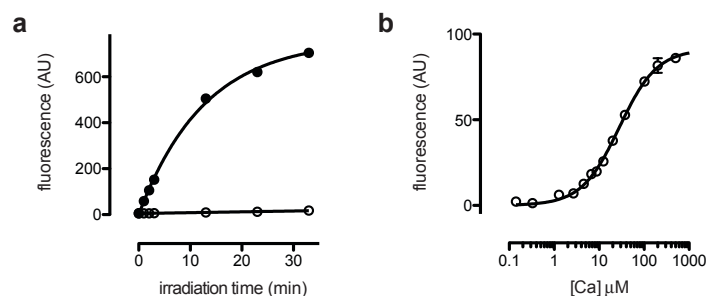 a
fluorescence (AU)
600
400
200
0
0 10 20 30
irradiation time (min)
b
fluorescence (AU)
100
50
0
0.1 1 10 100 1000
[Ca] µM